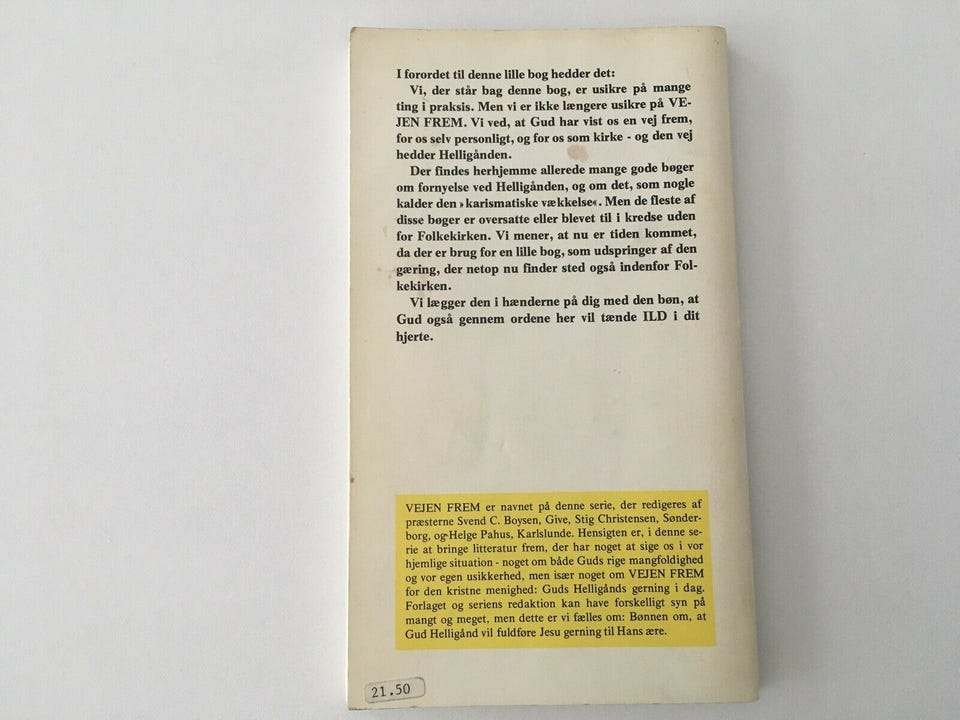 I forordet til denne lille bog hedder det:
Vi, der står bag denne bog, er usikre på mange
ting i praksis. Men vi er ikke længere usikre på VE-
JEN FREM. Vi ved, at Gud har vist os en vej frem,
for os selv personligt, og for os som kirke - og den vej
hedder Helligånden.
Der findes herhjemme allerede mange gode bøger
om fornyelse ved Helligånden, og om det, som nogle
kalder den »karismatiske vækkelse«. Men de fleste af
disse bøger er oversatte eller blevet til i kredse uden
for Folkekirken. Vi mener, at nu er tiden kommet,
da der er brug for en lille bog, som udspringer af den
gæring, der netop nu finder sted også indenfor Fol-
kekirken.
Vi lægger den i hænderne på dig med den bøn, at
Gud også gennem ordene her vil tænde ILD i dit
hjerte.
VEJEN FREM er navnet på denne serie, der redigeres af
præsterne Svend C. Boysen, Give, Stig Christensen, Sønder-
borg, og Helge Pahus, Karlslunde. Hensigten er, i denne se-
rie at bringe litteratur frem, der har noget at sige os i vor
hjemlige situation - noget om både Guds rige mangfoldighed
og vor egen usikkerhed, men især noget om VEJEN FREM
for den kristne menighed: Guds Helligånds gerning i dag.
Forlaget og seriens redaktion kan have forskelligt syn på
mangt og meget, men dette er vi fælles om: Bønnen om, at
Gud Helligånd vil fuldføre Jesu gerning til Hans ære.
21.50